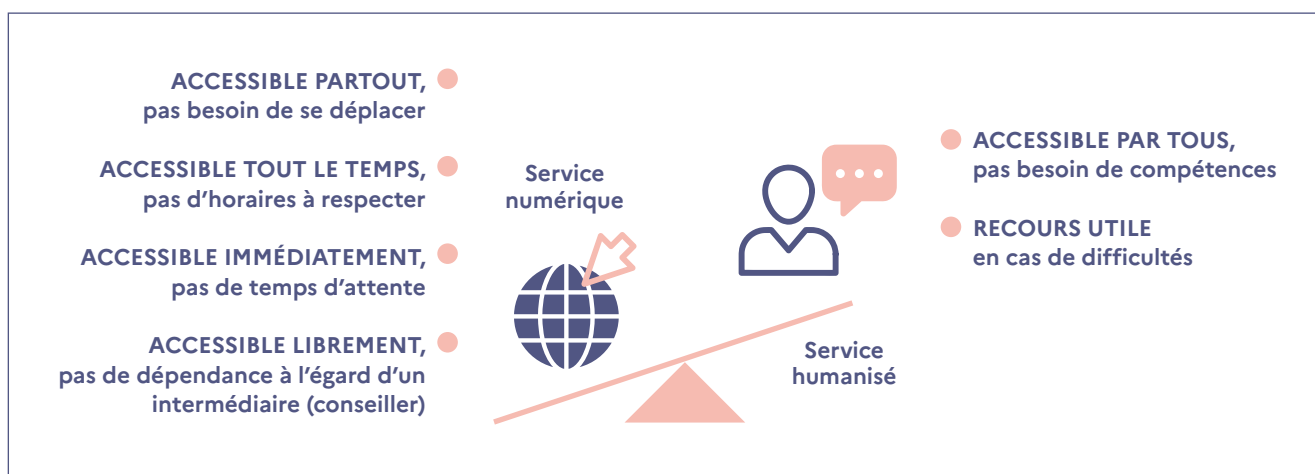 ACCESSIBLE PARTOUT,
pas besoin de se déplacer
ACCESSIBLE TOUT LE TEMPS,
pas d’horaires à respecter
ACCESSIBLE IMMÉDIATEMENT,
pas de temps d’attente
ACCESSIBLE LIBREMENT,
pas de dépendance à l’égard d’un
intermédiaire (conseiller)
Service
numérique
Service
humanisé
ACCESSIBLE PAR TOUS,
pas besoin de compétences
RECOURS UTILE
en cas de difficultés